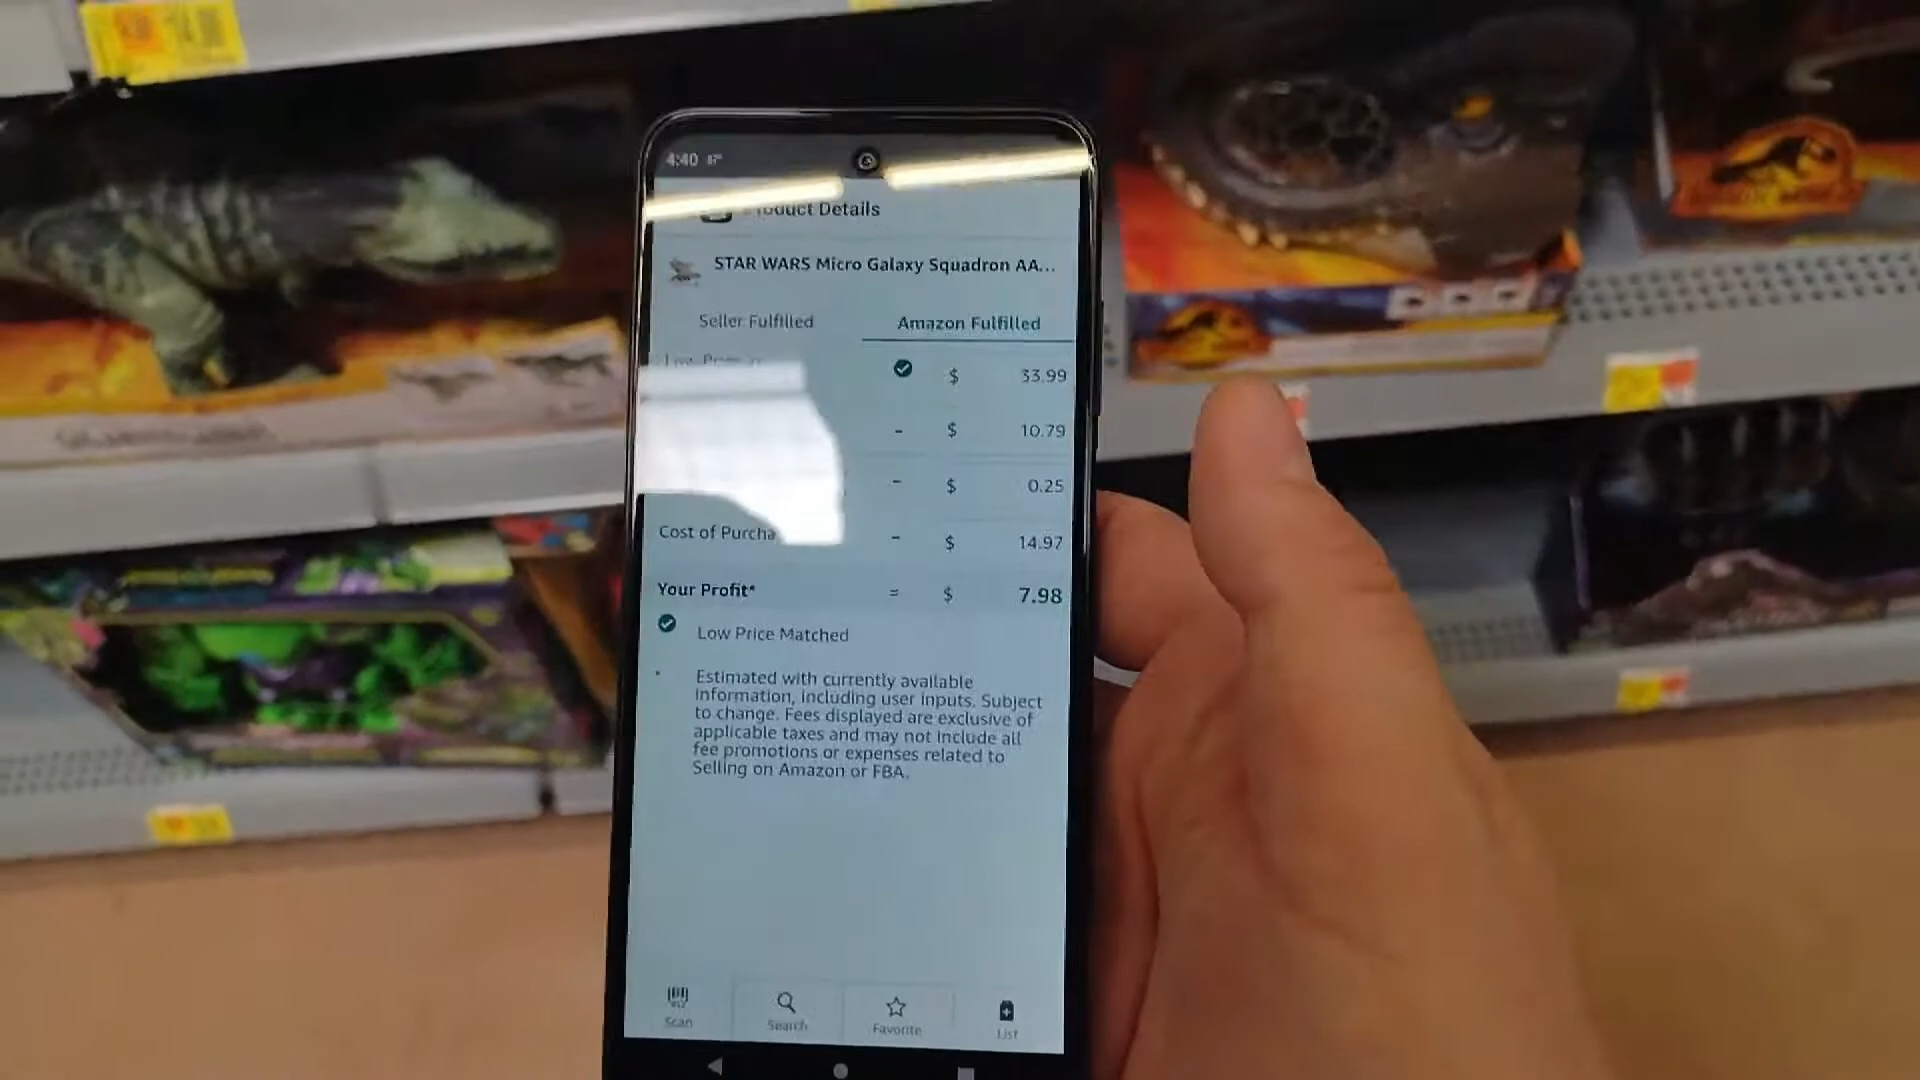 4:40
Product Details
STAR WARS Micro Galaxy Squadron AA...
Seller Fulfilled
Amazon Fulfilled
$ 33.99
- $ 10.79
- $ 0.25
Cost of Purcha - $ 14.97
Your Profit* = $ 7.98
Low Price Matched
* Estimated with currently available
information, including user inputs. Subject
to change. Fees displayed are exclusive of
applicable taxes and may not include all
fee promotions or expenses related to
Selling on Amazon or FBA.
Scan
Search
Favorite
List